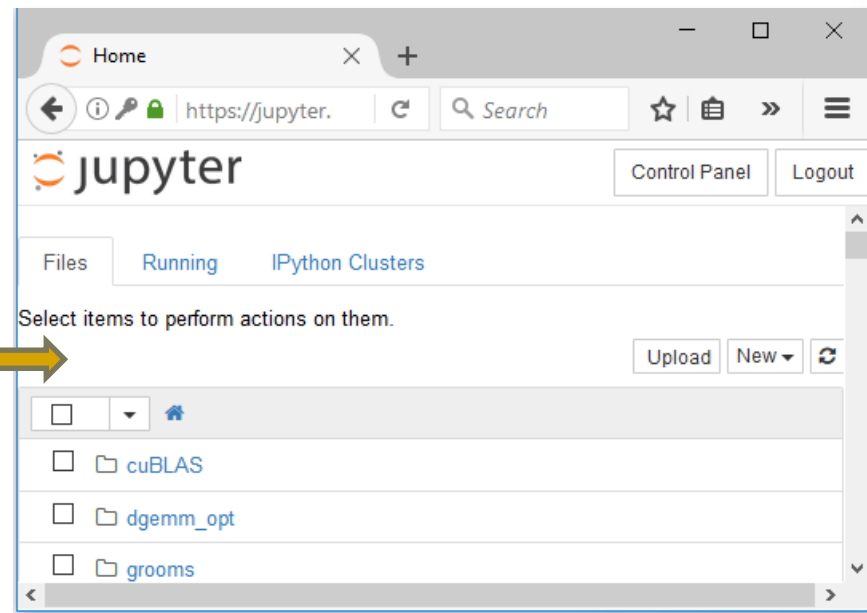 Home
https://jupyter. Search
jupyter Control Panel Logout
Files Running IPython Clusters
Select items to perform actions on them.
Upload New
cuBLAS
dgemm_opt
grooms